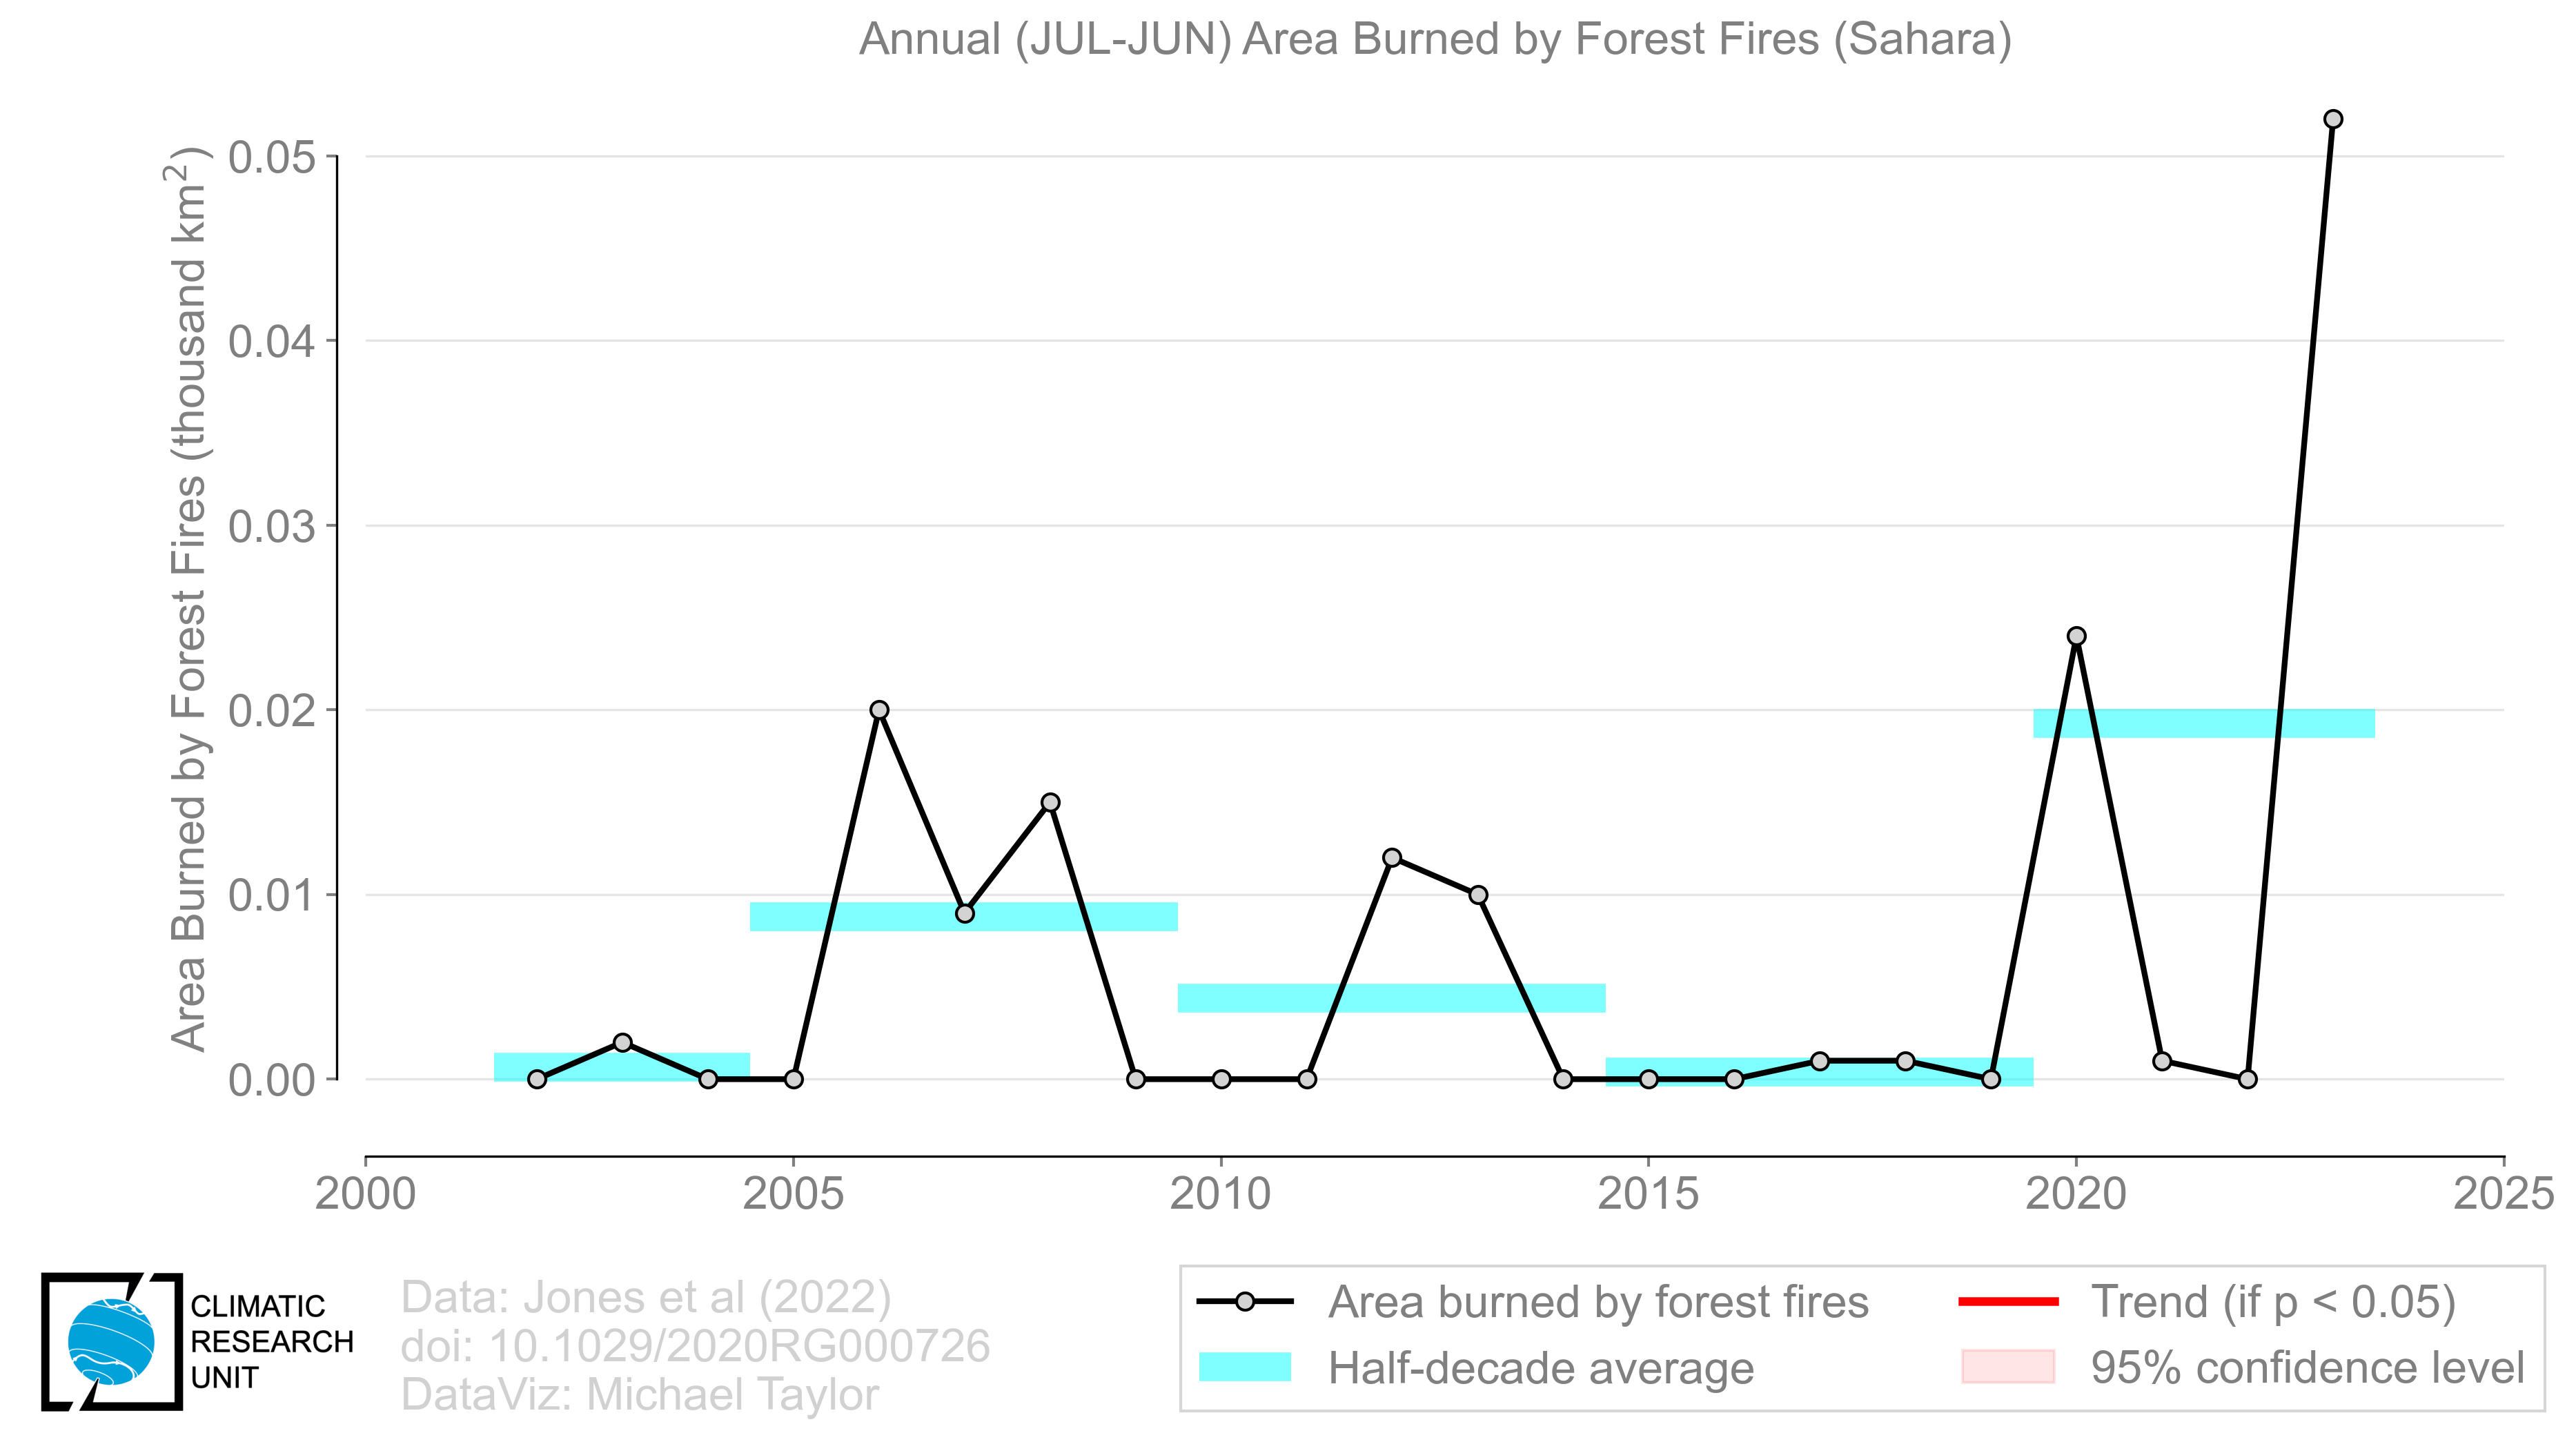 Annual (JUL-JUN) Area Burned by Forest Fires (Sahara)
Area Burned by Forest Fires (thousand km²)
0.05
0.04
0.03
0.02
0.01
0.00
2000 2005 2010 2015 2020 2025
CLIMATIC
RESEARCH
UNIT
Data: Jones et al (2022)
doi: 10.1029/2020RG000726
DataViz: Michael Taylor
Area burned by forest fires
Half-decade average
Trend (if p < 0.05)
95% confidence level